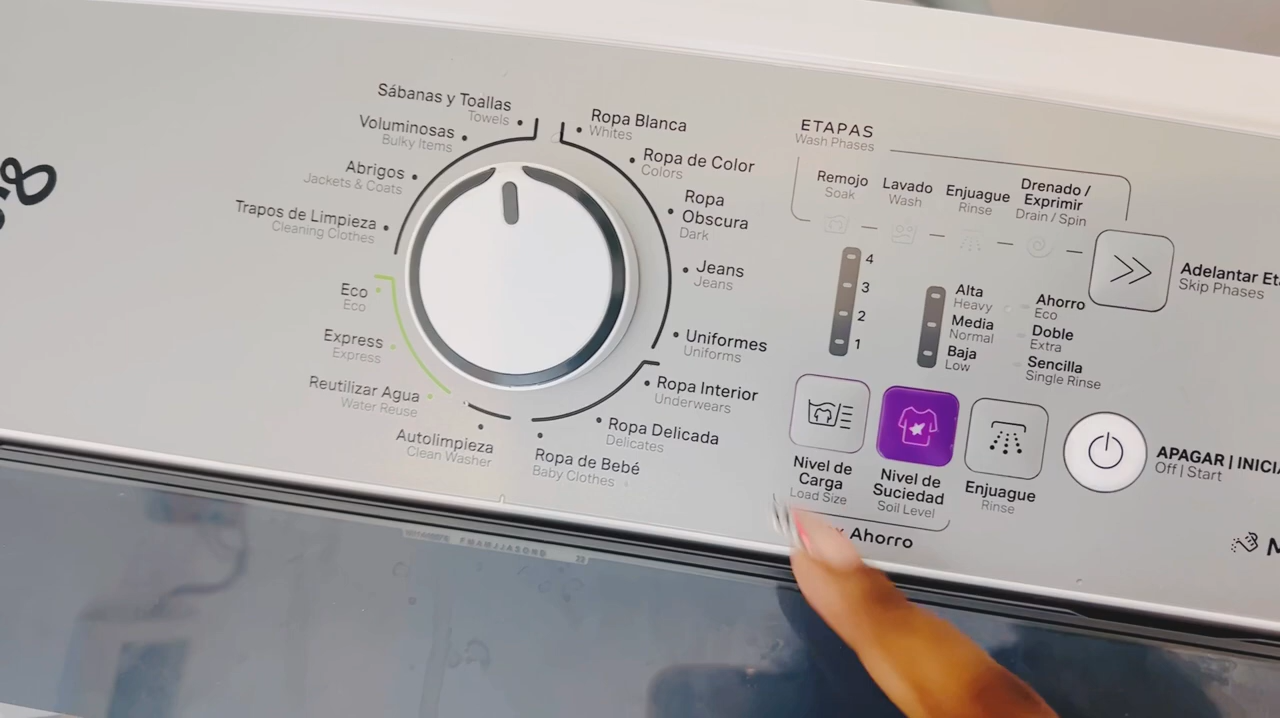 Sábanas y Toallas
Towels
Voluminosas
Bulky Items
Abrigos
Jackets & Coats
Trapos de Limpieza
Cleaning Clothes
Eco
Eco
Express
Express
Reutilizar Agua
Water Reuse
Autolimpieza
Clean Washer
Ropa Blanca
Whites
Ropa de Color
Colors
Ropa
Obscura
Dark
Jeans
Jeans
Uniformes
Uniforms
Ropa Interior
Underwears
Ropa Delicada
Delicates
Ropa de Bebé
Baby Clothes
ETAPAS
Wash Phases
Remojo
Soak
Lavado
Wash
Enjuague
Rinse
Drenado /
Exprimir
Drain / Spin
Skip Phases
Adelantar
4
3
2
1
Alta
Heavy
Media
Normal
Baja
Low
Ahorro
Eco
Doble
Extra
Sencilla
Single Rinse
Nivel de
Carga
Load Size
Nivel de
Suciedad
Soil Level
Enjuague
Rinse
APAGAR |
Off | Start
Ahorro
8